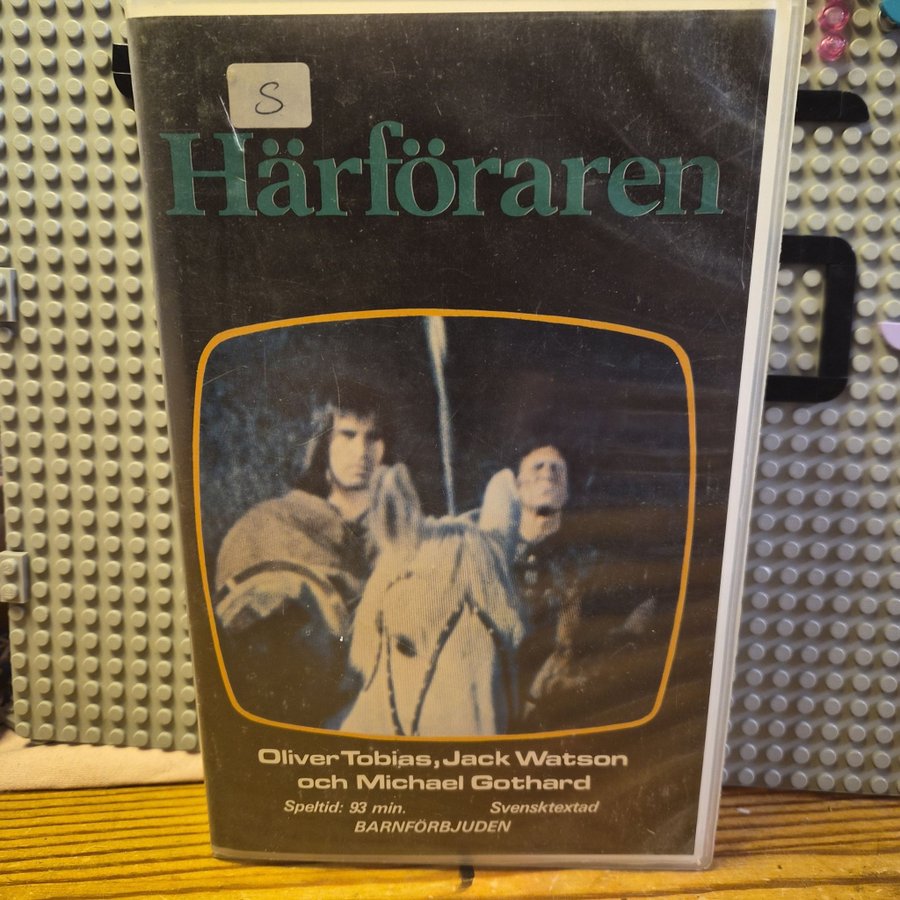 S
Härföraren
Oliver Tobias, Jack Watson
och Michael Gothard
Speltid: 93 min. Svensktextad
BARNFÖRBJUDEN